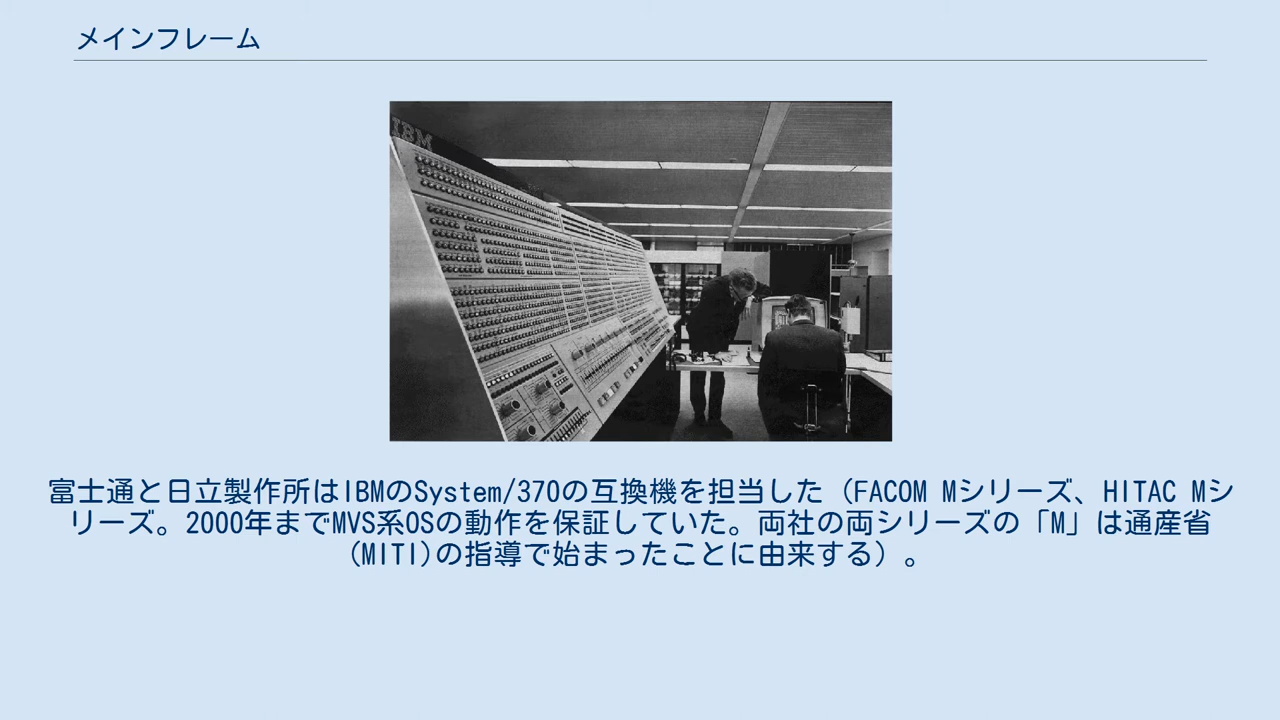 メインフレーム
IBM
富士通と日立製作所はIBMのSystem/370の互換機を担当した（FACOM Mシリーズ、HITAC Mシ
リーズ。2000年までMVS系OSの動作を保証していた。両社の両シリーズの「M」は通産省
(MITI)の指導で始まったことに由来する）。